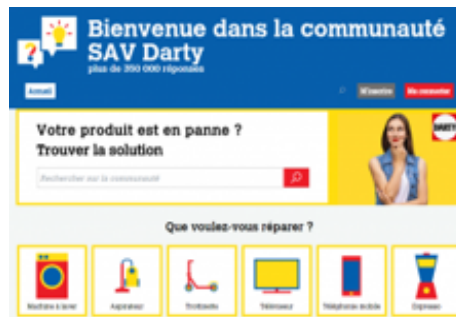 Bienvenue dans la communauté
SAV Darty
plus de 350 000 réponses
Accueil
M'inscrire
Me connecter
Votre produit est en panne ?
Trouver la solution
Rechercher sur la communauté
DARTY
Que voulez-vous réparer ?
Machine à laver
Aspirateur
Trottinette
Téléviseur
Téléphone mobile
Expresso